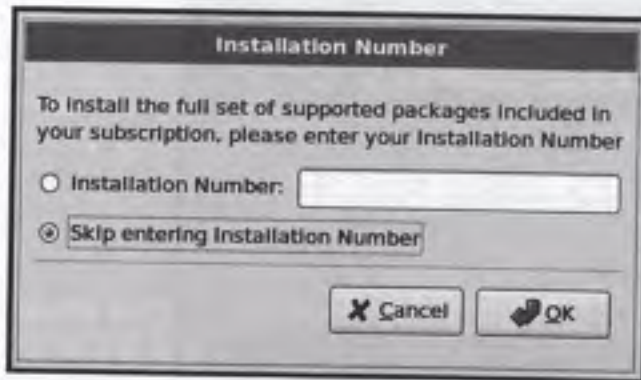 Installation Number
To install the full set of supported packages included in
your subscription, please enter your Installation Number
Installation Number:
Skip entering Installation Number
Cancel
OK